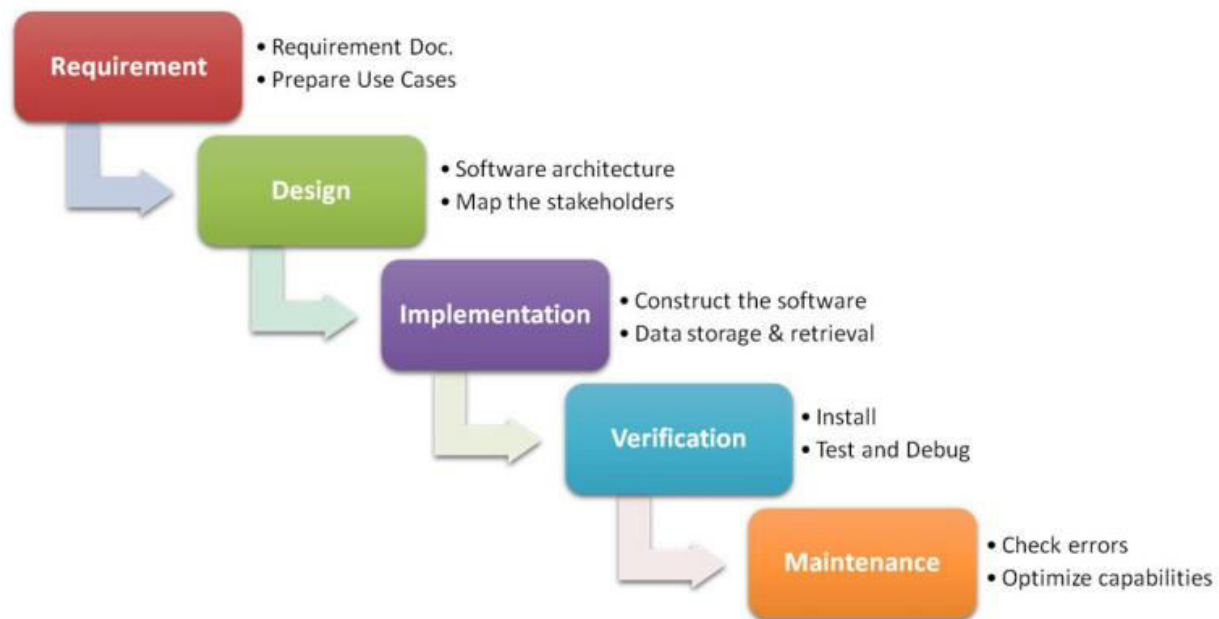 Requirement
• Requirement Doc.
• Prepare Use Cases
Design
• Software architecture
• Map the stakeholders
Implementation
• Construct the software
• Data storage & retrieval
Verification
• Install
• Test and Debug
Maintenance
• Check errors
• Optimize capabilities